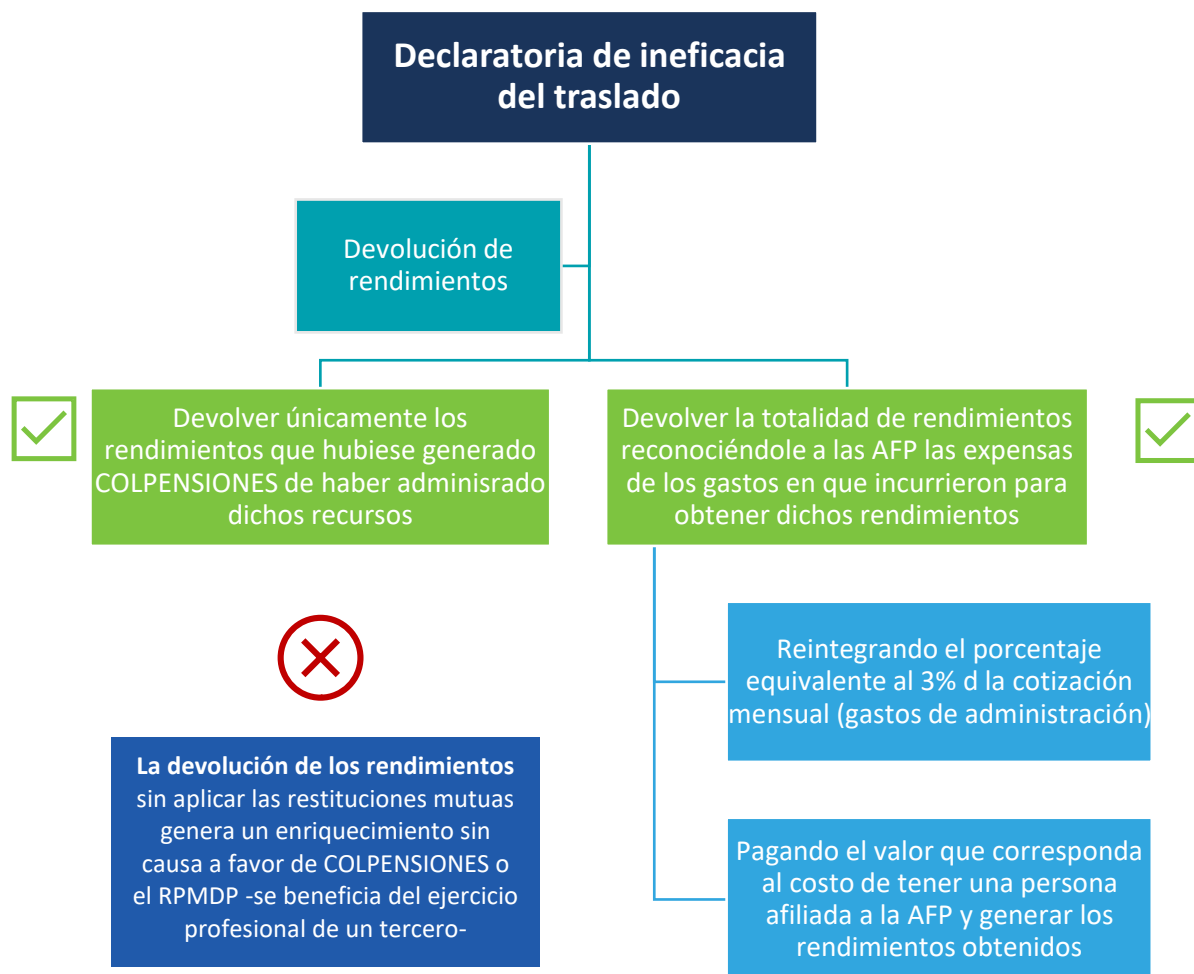 Declaratoria de ineficacia
del traslado
Devolución de
rendimientos
Devolver únicamente los
rendimientos que hubiese generado
COLPENSIONES de haber adminisrado
dichos recursos
Devolver la totalidad de rendimientos
reconociéndole a las AFP las expensas
de los gastos en que incurrieron para
obtener dichos rendimientos
La devolución de los rendimientos
sin aplicar las restituciones mutuas
genera un enriquecimiento sin
causa a favor de COLPENSIONES o
el RPMDP -se beneficia del ejercicio
profesional de un tercero-
Reintegrando el porcentaje
equivalente al 3% d la cotización
mensual (gastos de administración)
Pagando el valor que corresponda
al costo de tener una persona
afiliada a la AFP y generar los
rendimientos obtenidos